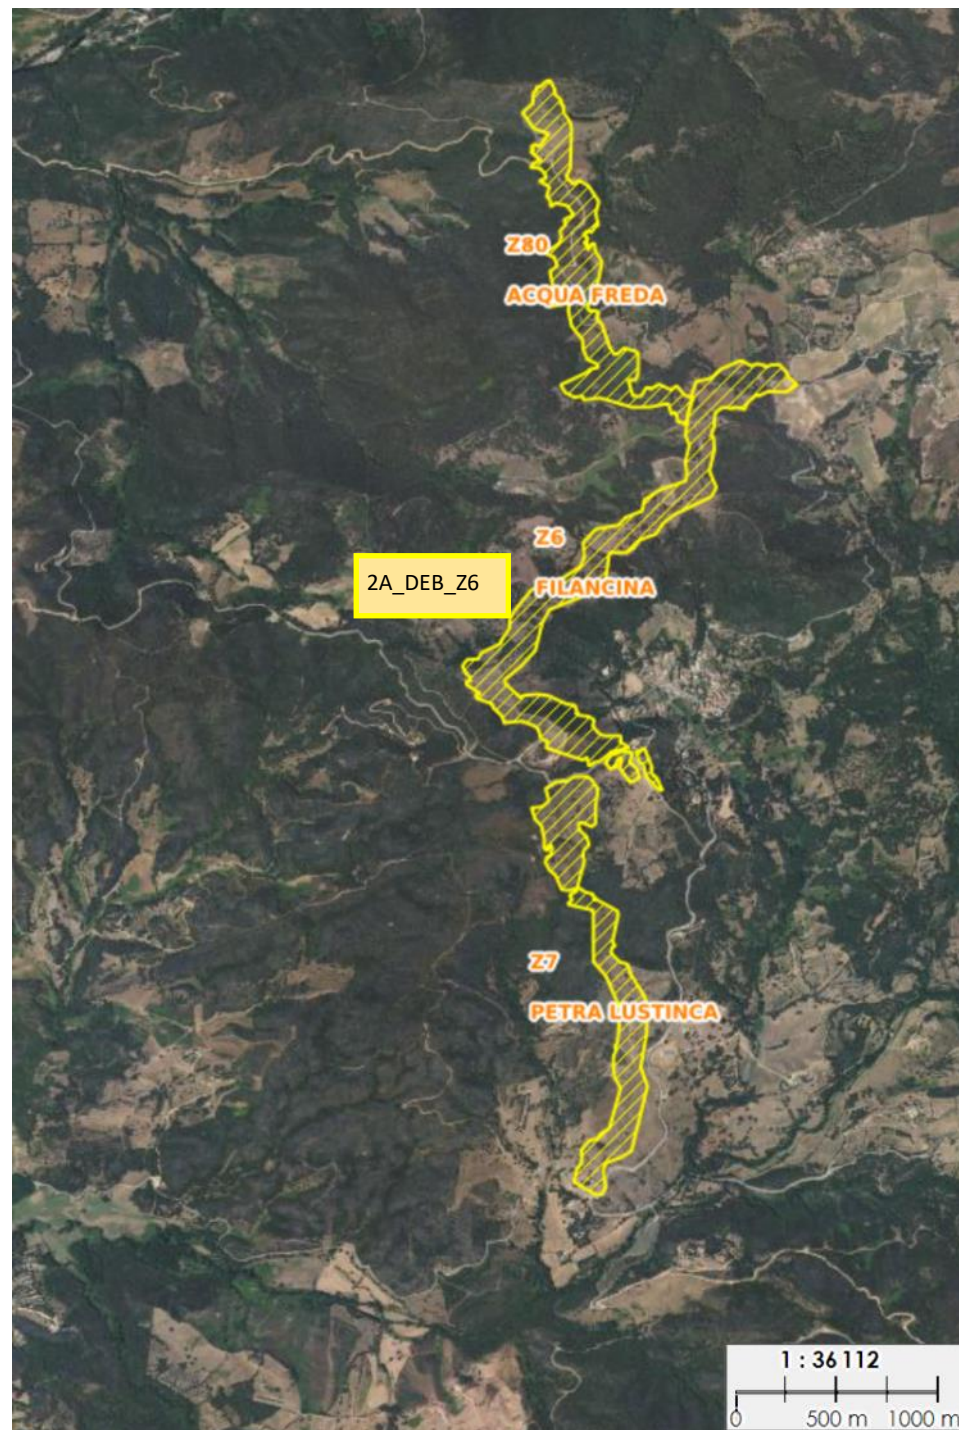 Z80
ACQUA FREDA
Z6
FILANCINA
2A_DEB_Z6
Z7
PETRA LUSTINCA
1 : 36 112
0 500 m 1000 m